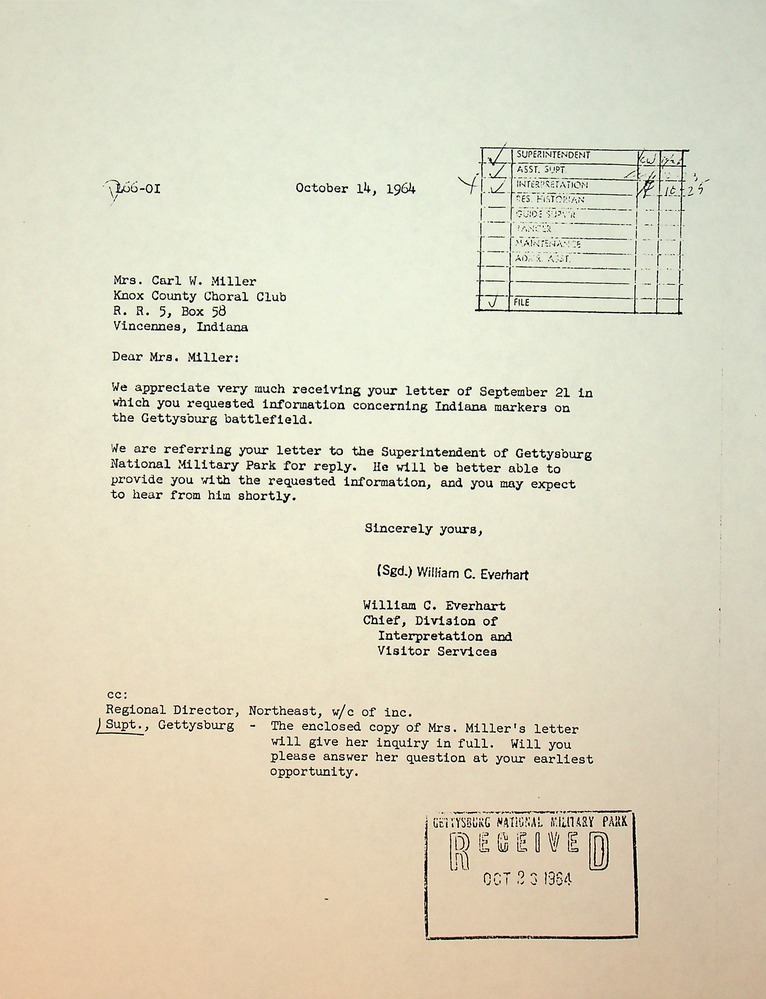 L66-OI
October 14, 1964
SUPERINTENDENT
ASST. SUPT.
INTERPRETATION
RES. HISTORIAN
GUIDE SUPVR
RANGER
MAINTENANCE
ADM. ASST.
FILE
Mrs. Carl W. Miller
Knox County Choral Club
R. R. 5, Box 58
Vincennes, Indiana
Dear Mrs. Miller:
We appreciate very much receiving your letter of September 21 in
which you requested information concerning Indiana markers on
the Gettysburg battlefield.
We are referring your letter to the Superintendent of Gettysburg
National Military Park for reply. He will be better able to
provide you with the requested information, and you may expect
to hear from him shortly.
Sincerely yours,
(Sgd.) William C. Everhart
William C. Everhart
Chief, Division of
Interpretation and
Visitor Services
cc:
Regional Director, Northeast, w/c of inc.
Supt., Gettysburg - The enclosed copy of Mrs. Miller's letter
will give her inquiry in full. Will you
please answer her question at your earliest
opportunity.
GETTYSBURG NATIONAL MILITARY PARK
RECEIVED
OCT 1964